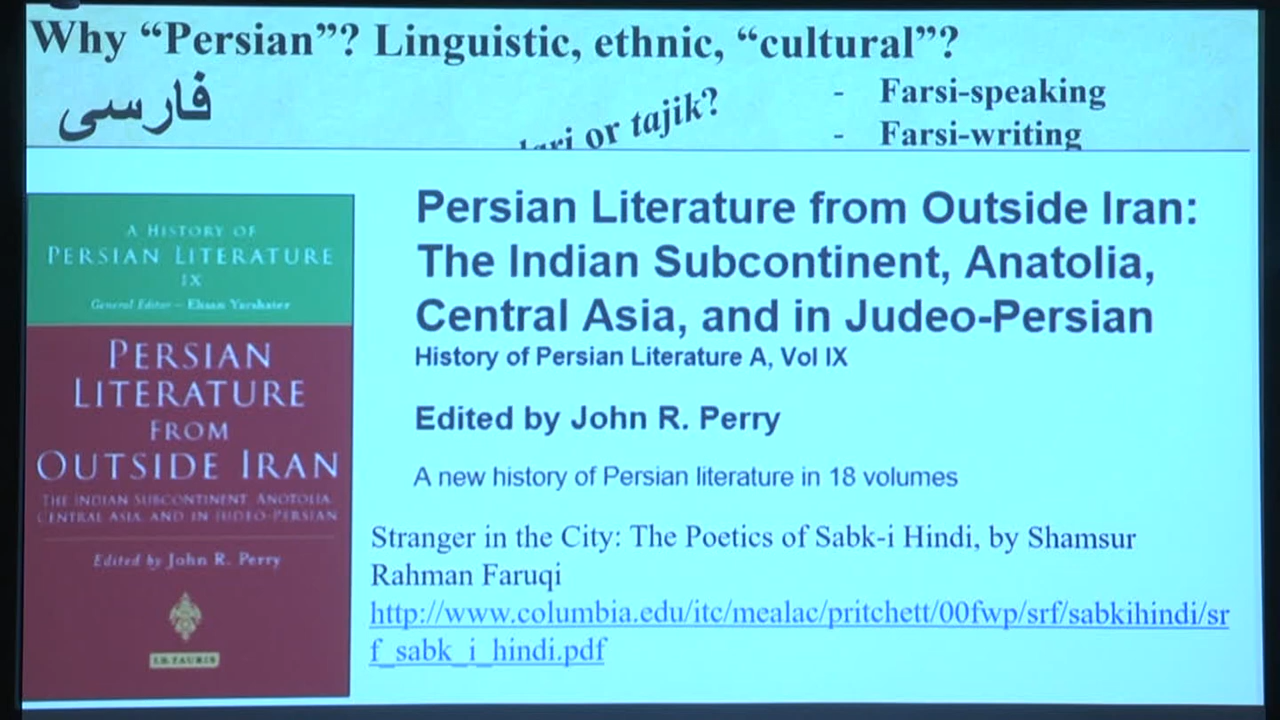 Why “Persian”? Linguistic, ethnic, “cultural”?
فارسی
or tajik?
- Farsi-speaking
- Farsi-writing
A HISTORY OF
PERSIAN LITERATURE
IX
General Editor – Ehsan Yarshater
PERSIAN
LITERATURE
FROM
OUTSIDE IRAN
THE INDIAN SUBCONTINENT, ANATOLIA,
CENTRAL ASIA, AND IN JUDEO-PERSIAN
Edited by John R. Perry
I.B.TAURIS
Persian Literature from Outside Iran:
The Indian Subcontinent, Anatolia,
Central Asia, and in Judeo-Persian
History of Persian Literature A, Vol IX
Edited by John R. Perry
A new history of Persian literature in 18 volumes
Stranger in the City: The Poetics of Sabk-i Hindi, by Shamsur
Rahman Faruqi
http://www.columbia.edu/itc/mealac/pritchett/00fwp/srf/sabkihindi/sr
f_sabk_i_hindi.pdf